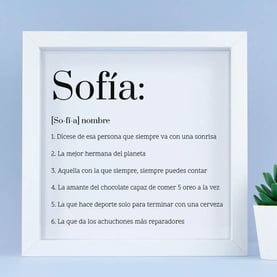 Sofía:
[So·fí·a] nombre
1. Dícese de esa persona que siempre va con una sonrisa
2. La mejor hermana del planeta
3. Aquella con la que siempre, siempre puedes contar
4. La amante del chocolate capaz de comer 5 oreo a la vez
5. La que hace deporte solo para terminar con una cerveza
6. La que da los achuchones más reparadores